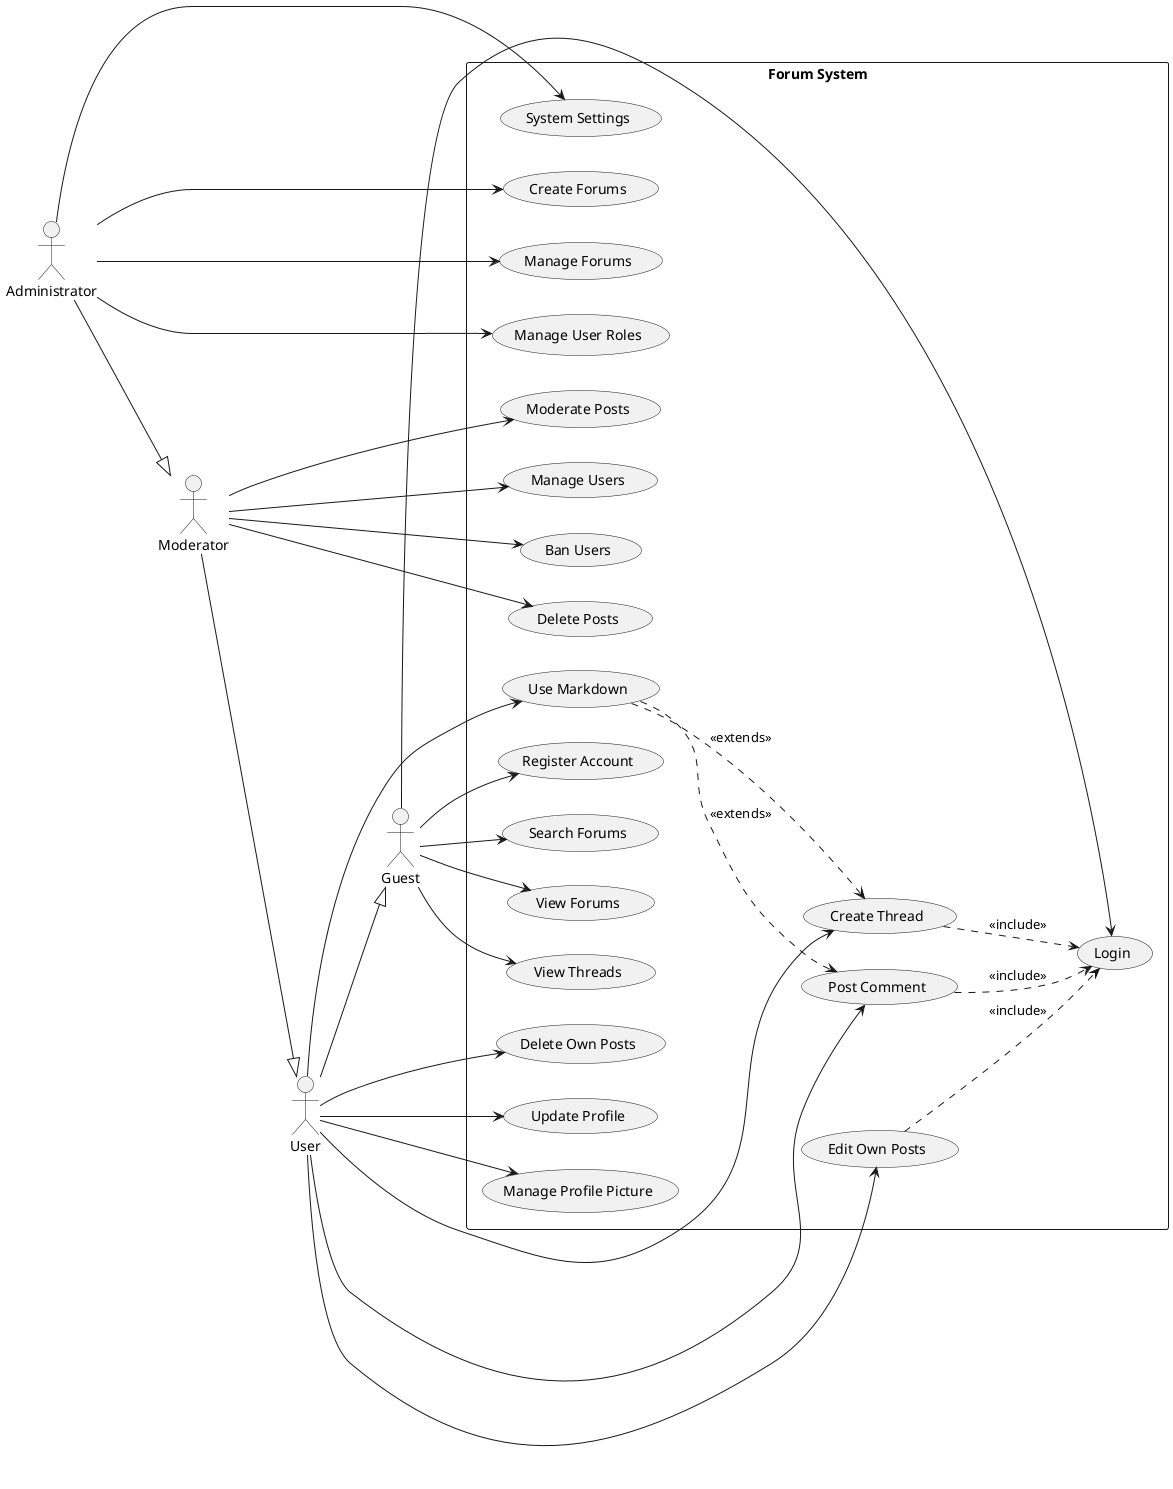 Forum System
System Settings
Create Forums
Manage Forums
Administrator
Manage User Roles
Moderate Posts
Manage Users
Moderator
Ban Users
Delete Posts
Use Markdown
«extends»
Register Account
«extends»
Search Forums
Guest
View Forums
Create Thread
«include»
Login
View Threads
Post Comment
«include»
«include»
Delete Own Posts
Update Profile
User
Edit Own Posts
Manage Profile Picture